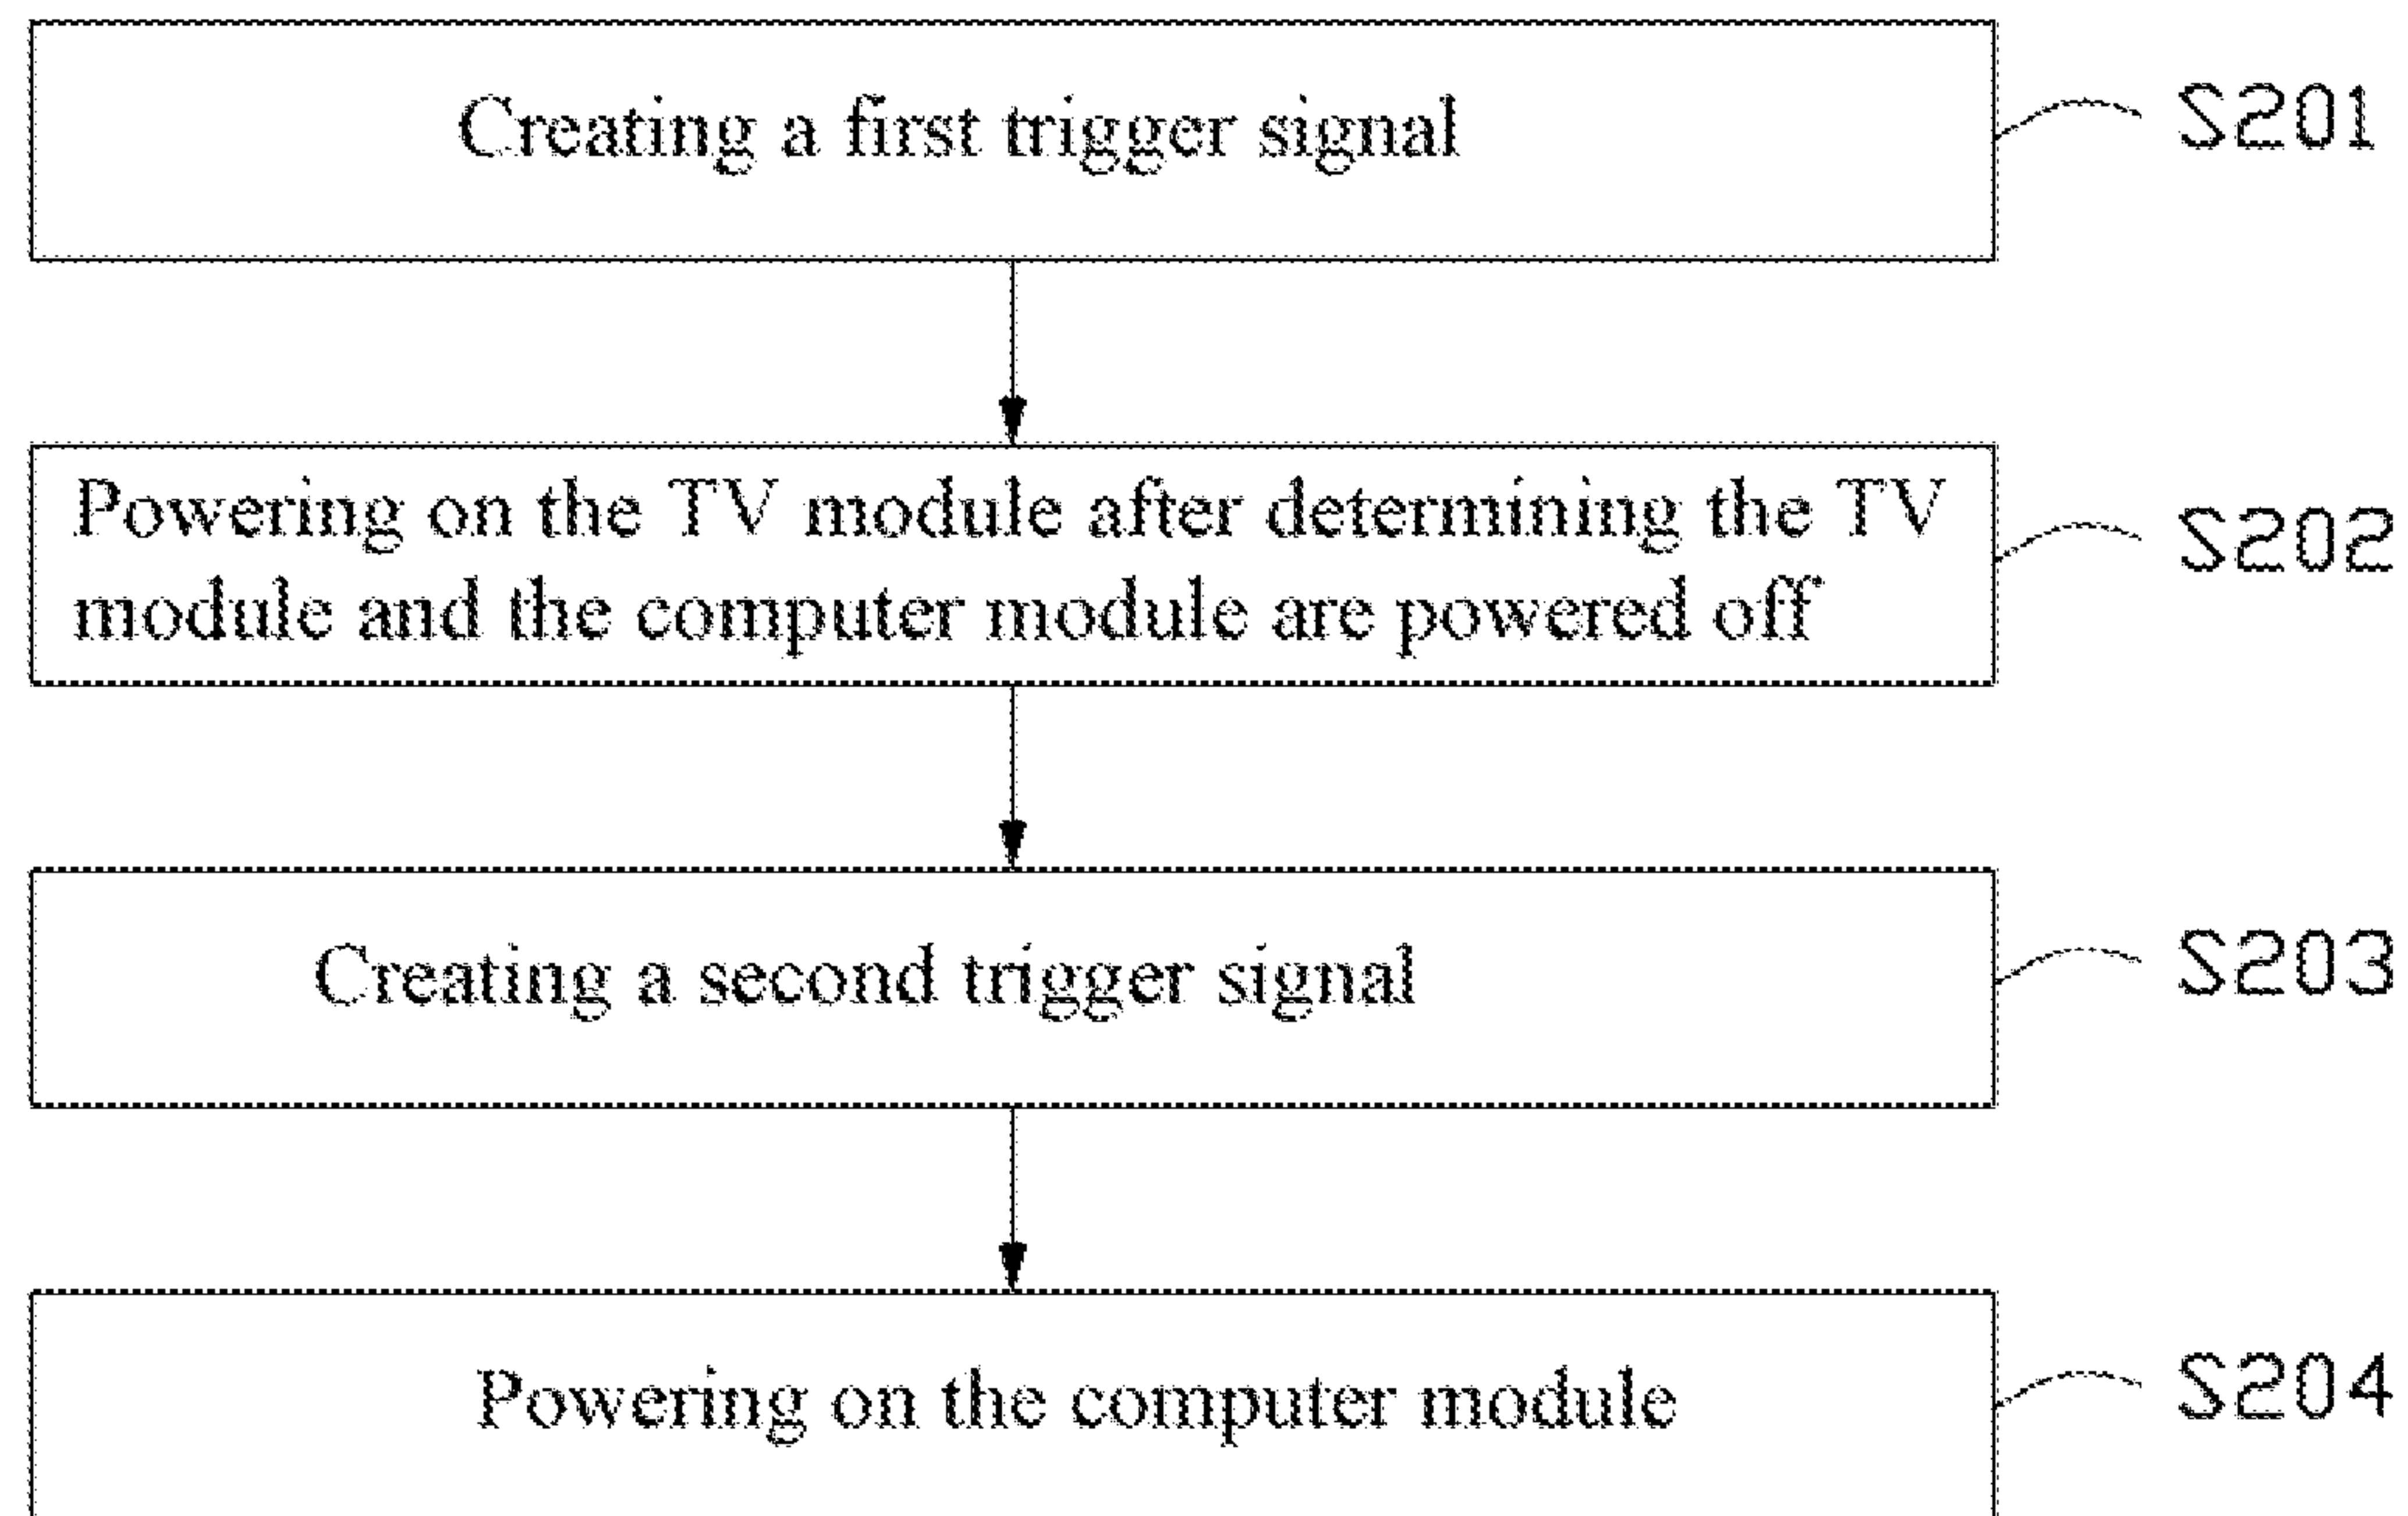 Creating a first trigger signal
S201
Powering on the TV module after determining the TV
module and the computer module are powered off
S202
Creating a second trigger signal
S203
Powering on the computer module
S204